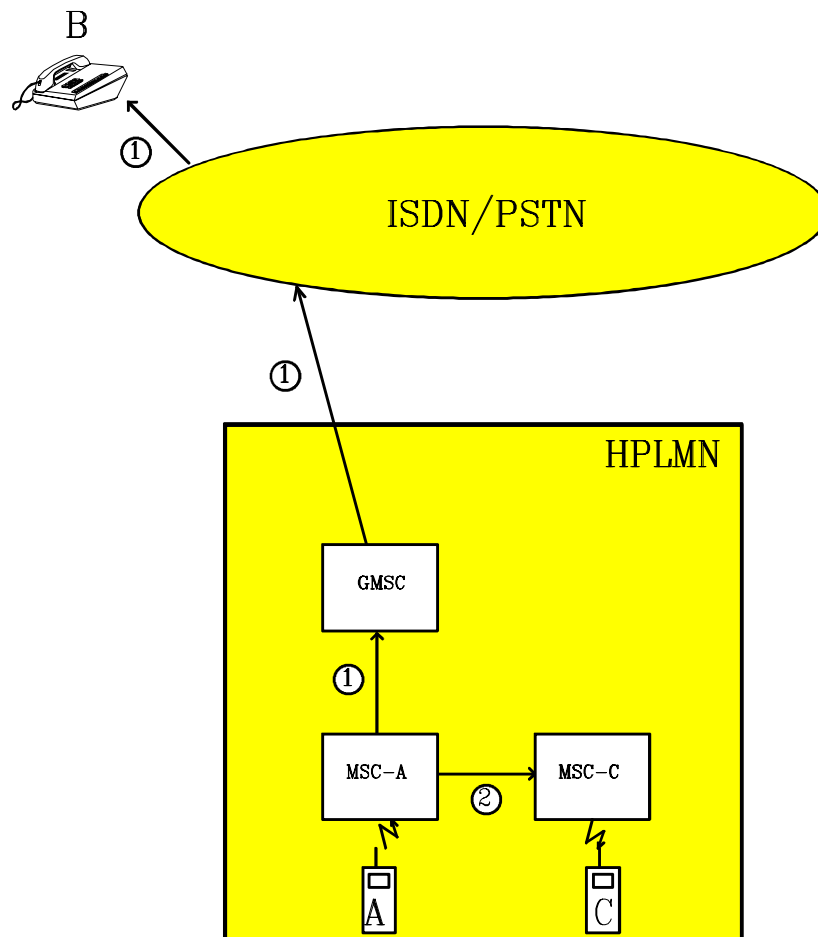 B
①
ISDN/PSTN
①
HPLMN
GMSC
①
MSC-A
MSC-C
②
A
C